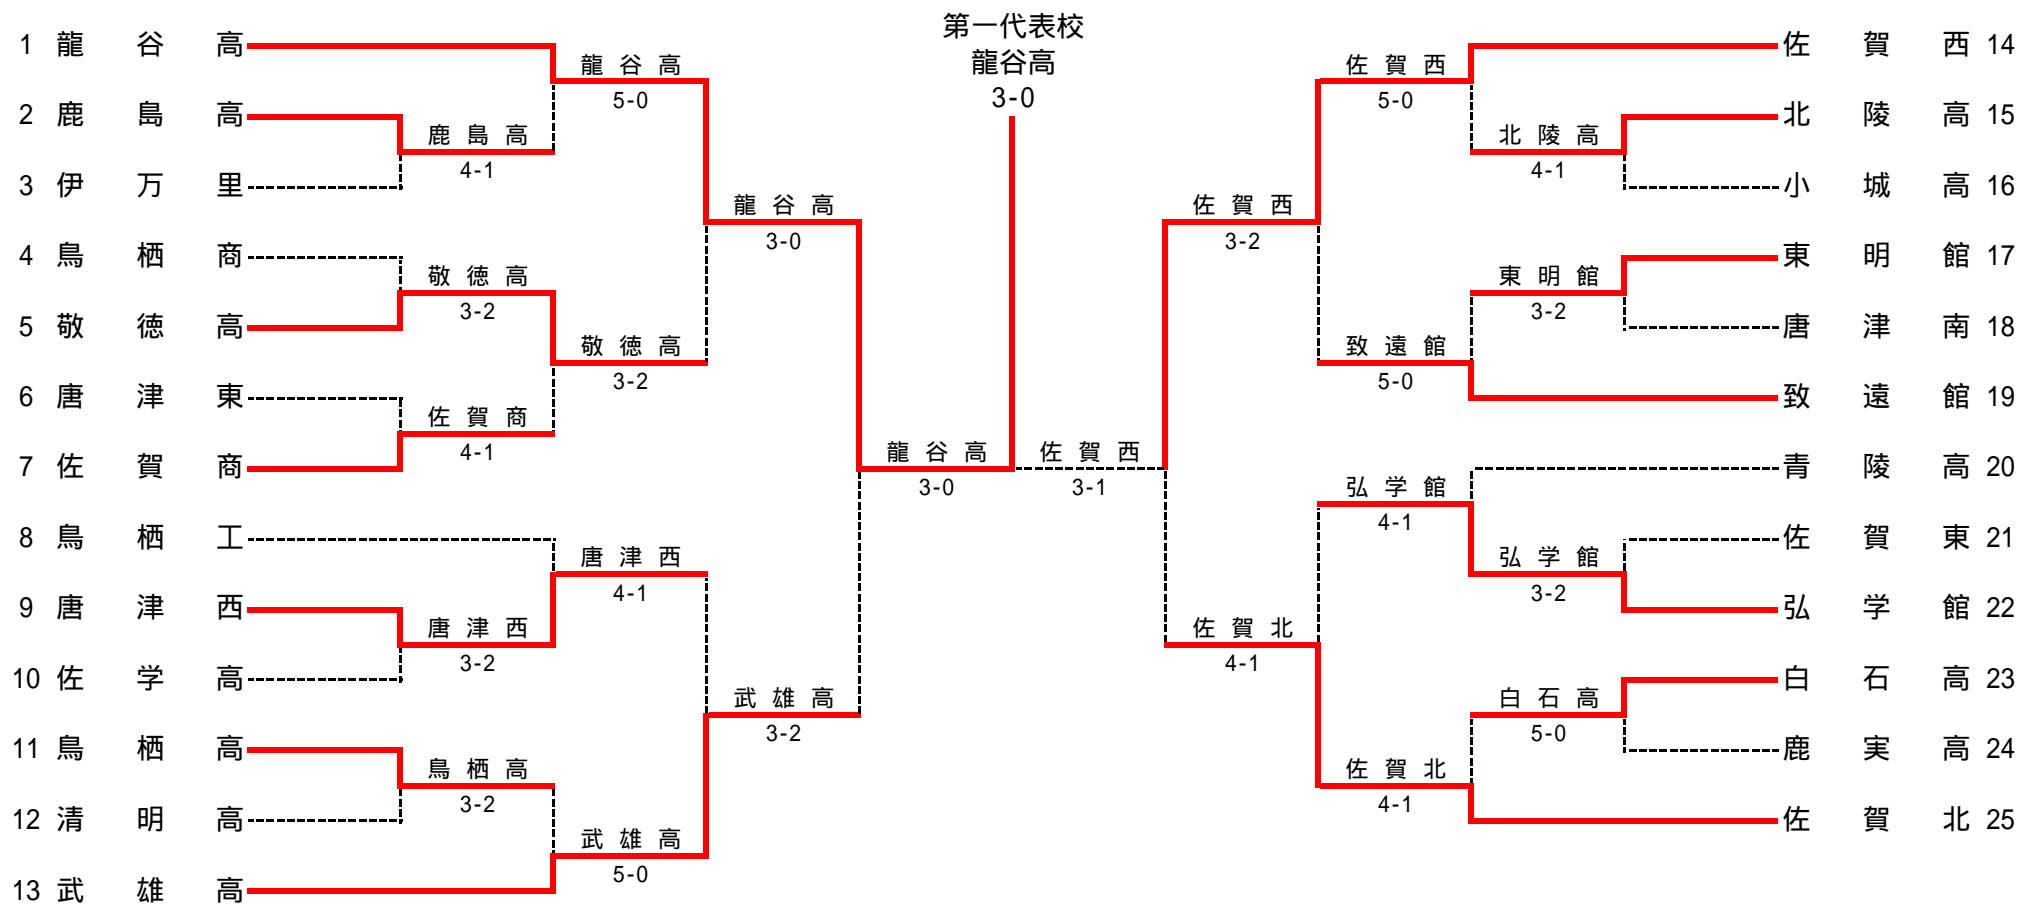 第一代表校
龍谷高
3-0
1 龍谷高
2 鹿島高
3 伊万里
4 鳥栖商
5 敬徳高
6 唐津東
7 佐賀商
8 鳥栖工
9 唐津西
10 佐学高
11 鳥栖高
12 清明高
13 武雄高
鹿島高
4-1
敬徳高
3-2
佐賀商
4-1
唐津西
3-2
鳥栖高
3-2
龍谷高
5-0
敬徳高
3-2
唐津西
4-1
武雄高
5-0
龍谷高
3-0
武雄高
3-2
龍谷高
3-0
佐賀西
3-1
佐賀西
3-2
佐賀北
4-1
佐賀西
5-0
致遠館
5-0
弘学館
4-1
佐賀北
4-1
北陵高
4-1
東明館
3-2
弘学館
3-2
白石高
5-0
佐賀西 14
北陵高 15
小城高 16
東明館 17
唐津南 18
致遠館 19
青陵高 20
佐賀東 21
弘学館 22
白石高 23
鹿実高 24
佐賀北 25